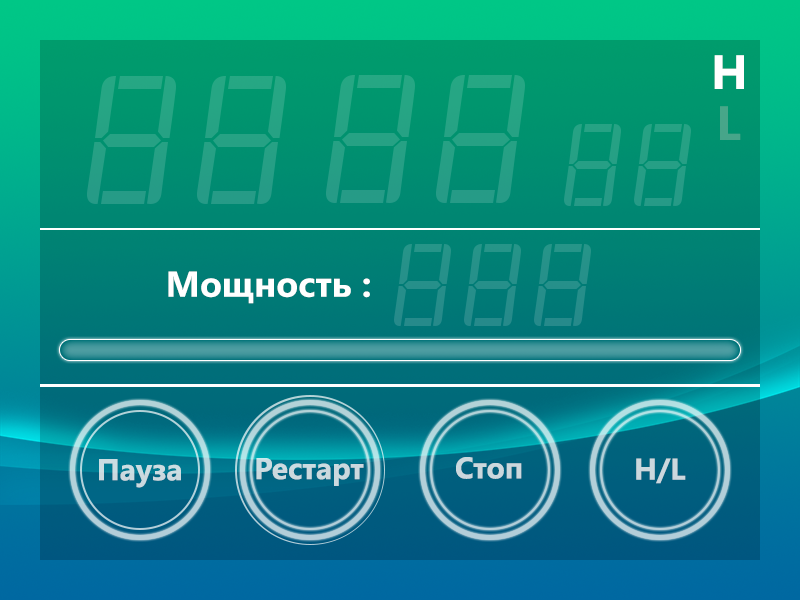 H
L
Мощность :
Пауза
Рестарт
Стоп
H/L